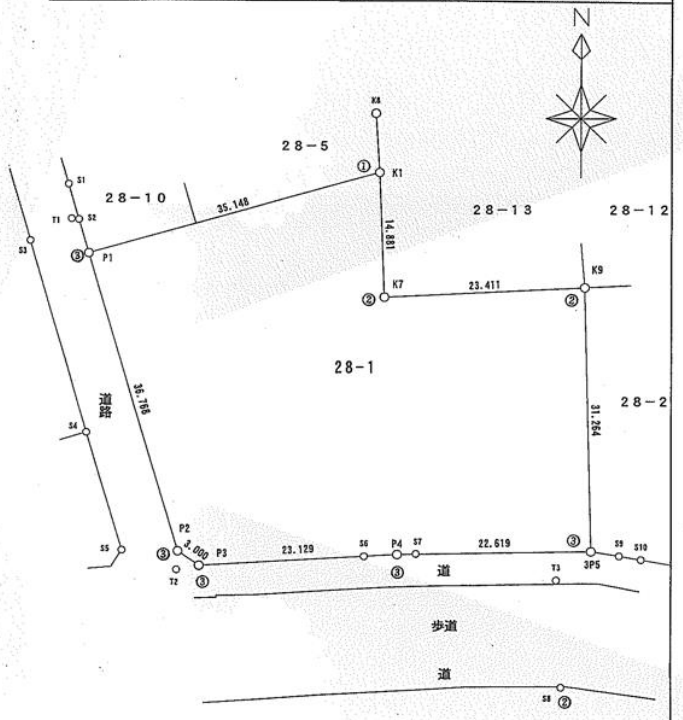 N
K8
28-5
① K1
S1
28-10
T1 S2
35.148
28-13
28-12
S3
③ P1
14.881
K7
②
23.411
K9
②
28-1
36.766
道路
28-2
31.264
S4
P2
③
3.000
S5
T2
P3
③
23.129
S6
P4
③
S7
22.619
③
3P5
S9
S10
道
T3
歩道
道
S8
②